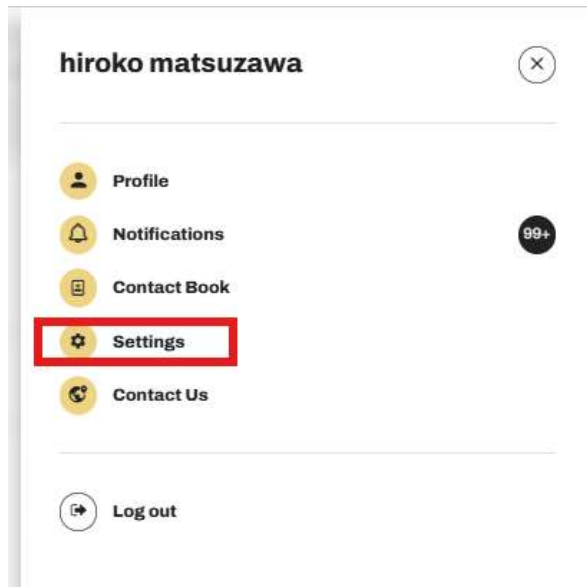 hiroko matsuzawa
Profile
Notifications
99+
Contact Book
Settings
Contact Us
Log out